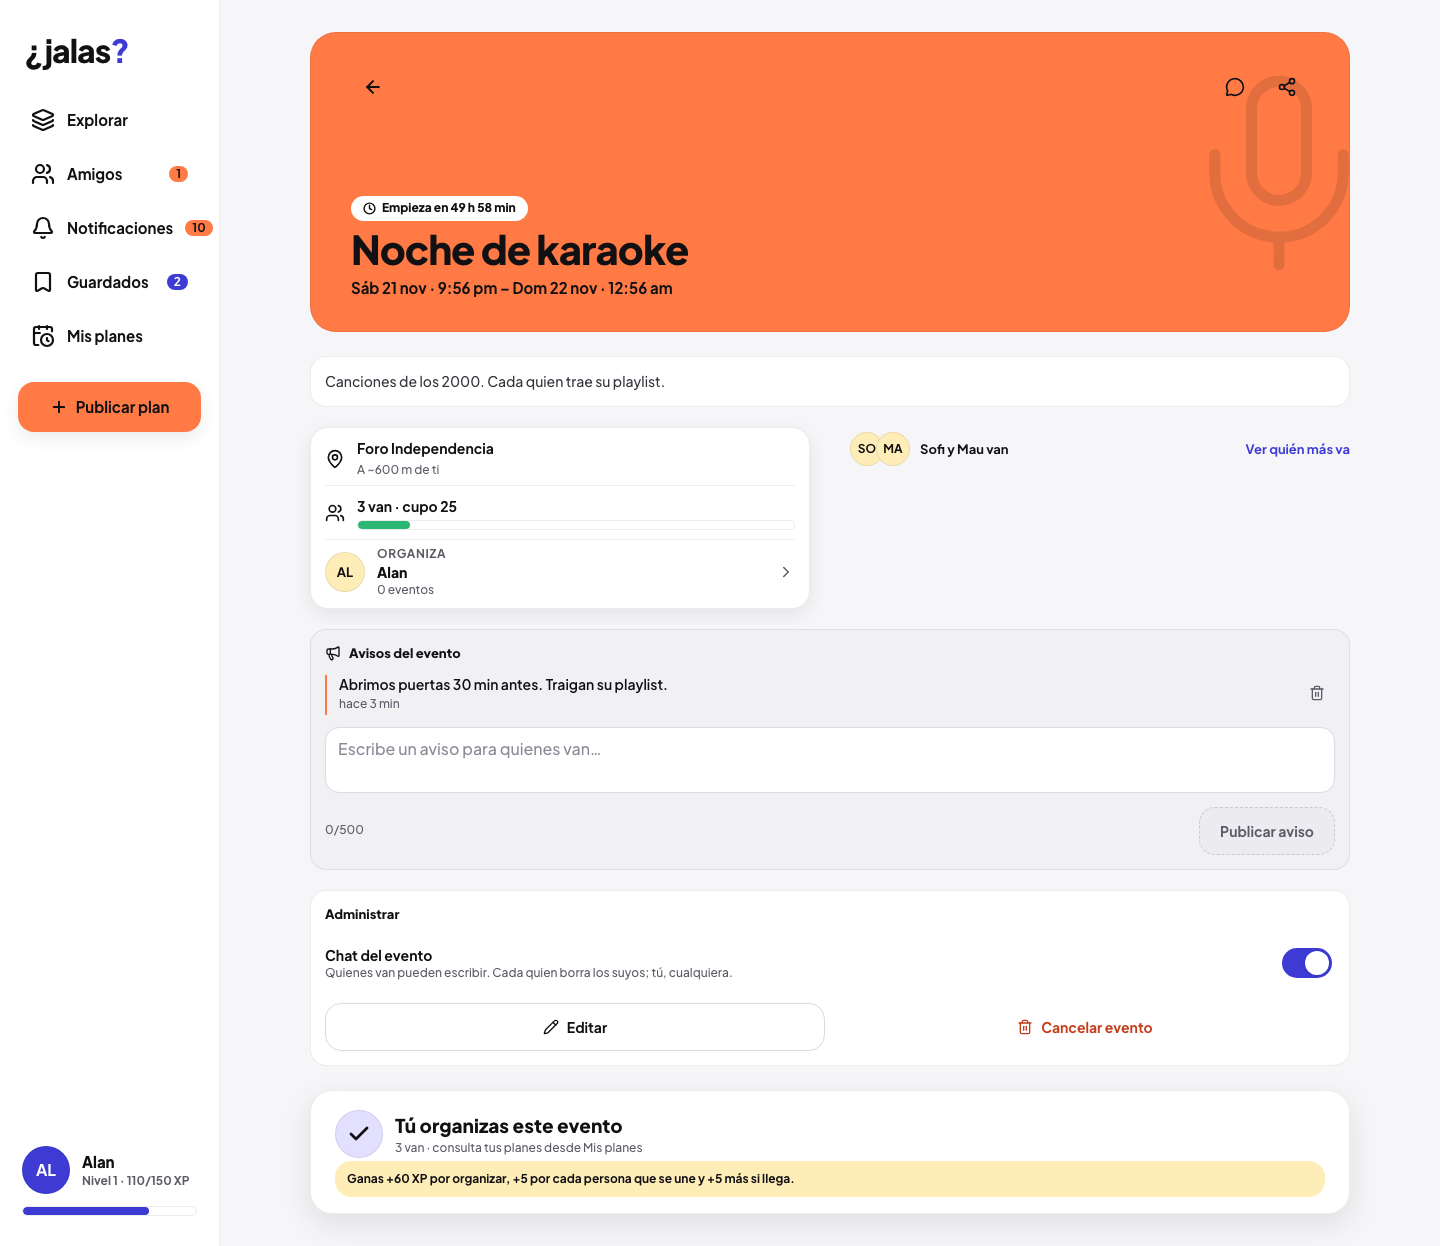 ¿jalas?
Explorar
Amigos 1
Notificaciones 10
Guardados 2
Mis planes
+ Publicar plan
Empieza en 49 h 58 min
Noche de karaoke
Sáb 21 nov · 9:56 pm – Dom 22 nov · 12:56 am
Canciones de los 2000. Cada quien trae su playlist.
Foro Independencia
A ~600 m de ti
3 van · cupo 25
AL
ORGANIZA
Alan
0 eventos
SO MA Sofi y Mau van
Ver quién más va
Avisos del evento
Abrimos puertas 30 min antes. Traigan su playlist.
hace 3 min
Escribe un aviso para quienes van…
0/500
Publicar aviso
Administrar
Chat del evento
Quienes van pueden escribir. Cada quien borra los suyos; tú, cualquiera.
Editar
Cancelar evento
Tú organizas este evento
3 van · consulta tus planes desde Mis planes
Ganas +60 XP por organizar, +5 por cada persona que se une y +5 más si llega.
AL
Alan
Nivel 1 · 110/150 XP